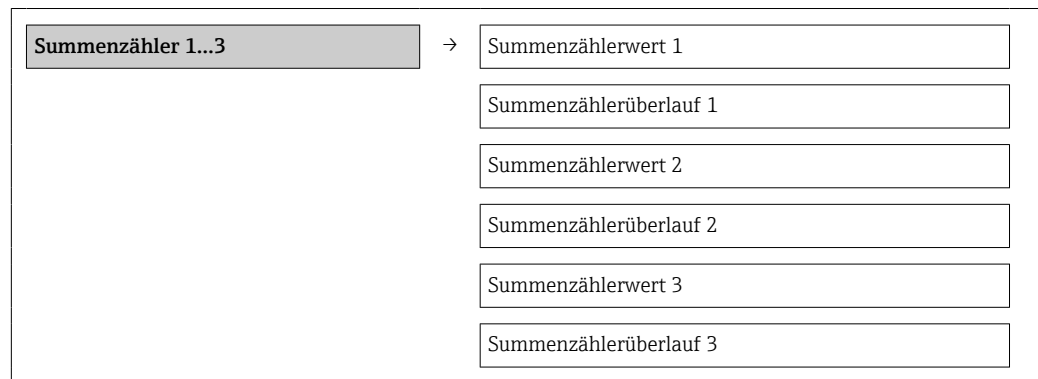 Summenzähler 1...3 → Summenzählerwert 1
Summenzählerüberlauf 1
Summenzählerwert 2
Summenzählerüberlauf 2
Summenzählerwert 3
Summenzählerüberlauf 3